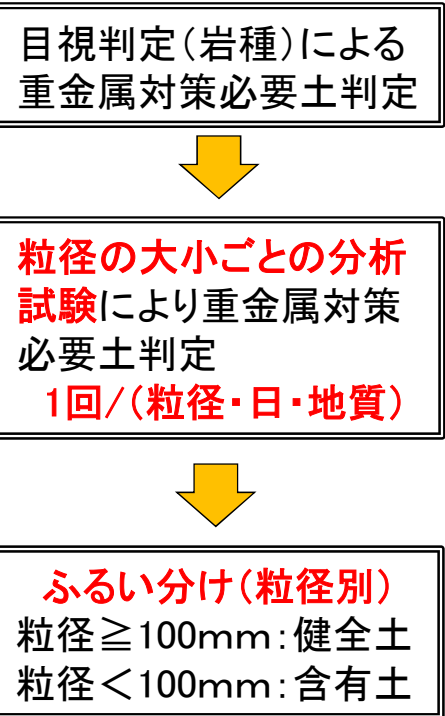 目視判定（岩種）による
重金属対策必要土判定
粒径の大小ごとの分析
試験により重金属対策
必要土判定
1回/（粒径・日・地質）
ふるい分け（粒径別）
粒径≧100ｍｍ：健全土
粒径＜100ｍｍ：含有土